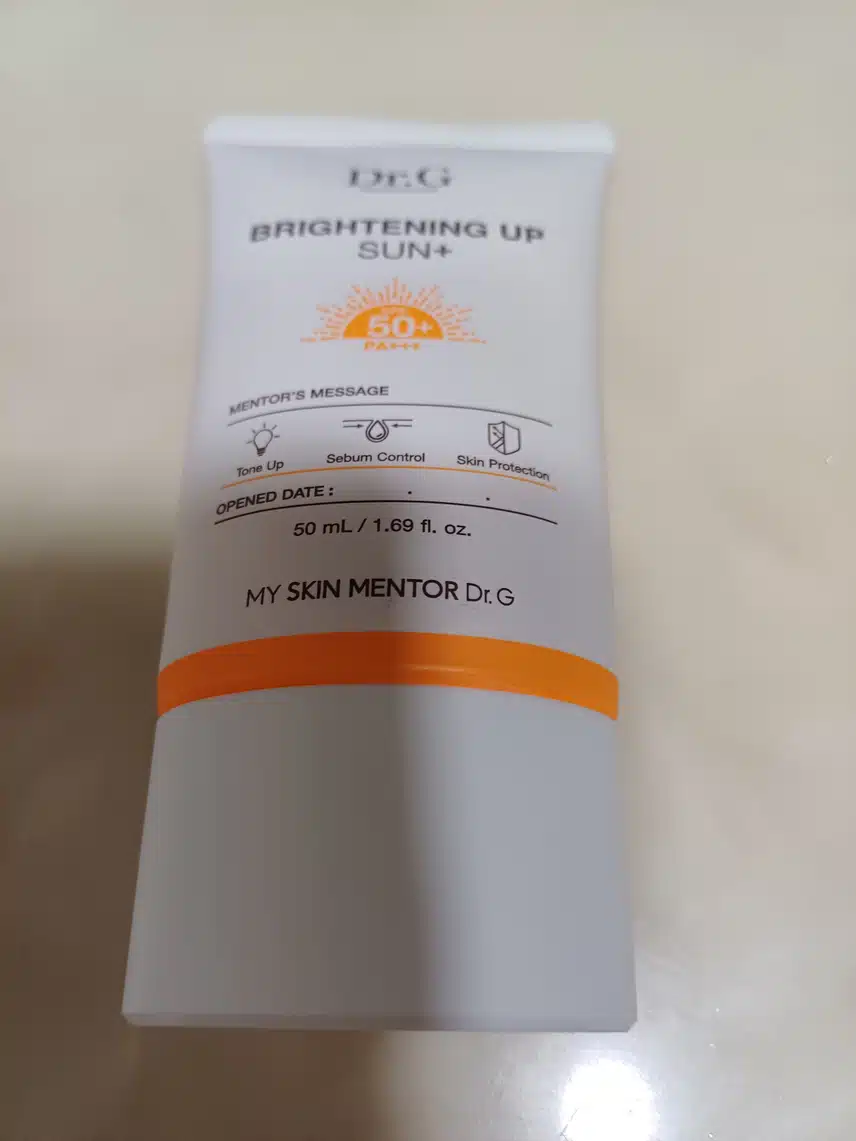 Dr.G
BRIGHTENING UP
SUN+
50+
PA+++
MENTOR'S MESSAGE
Tone Up Sebum Control Skin Protection
OPENED DATE : . .
50 mL / 1.69 fl. oz.
MY SKIN MENTOR Dr.G